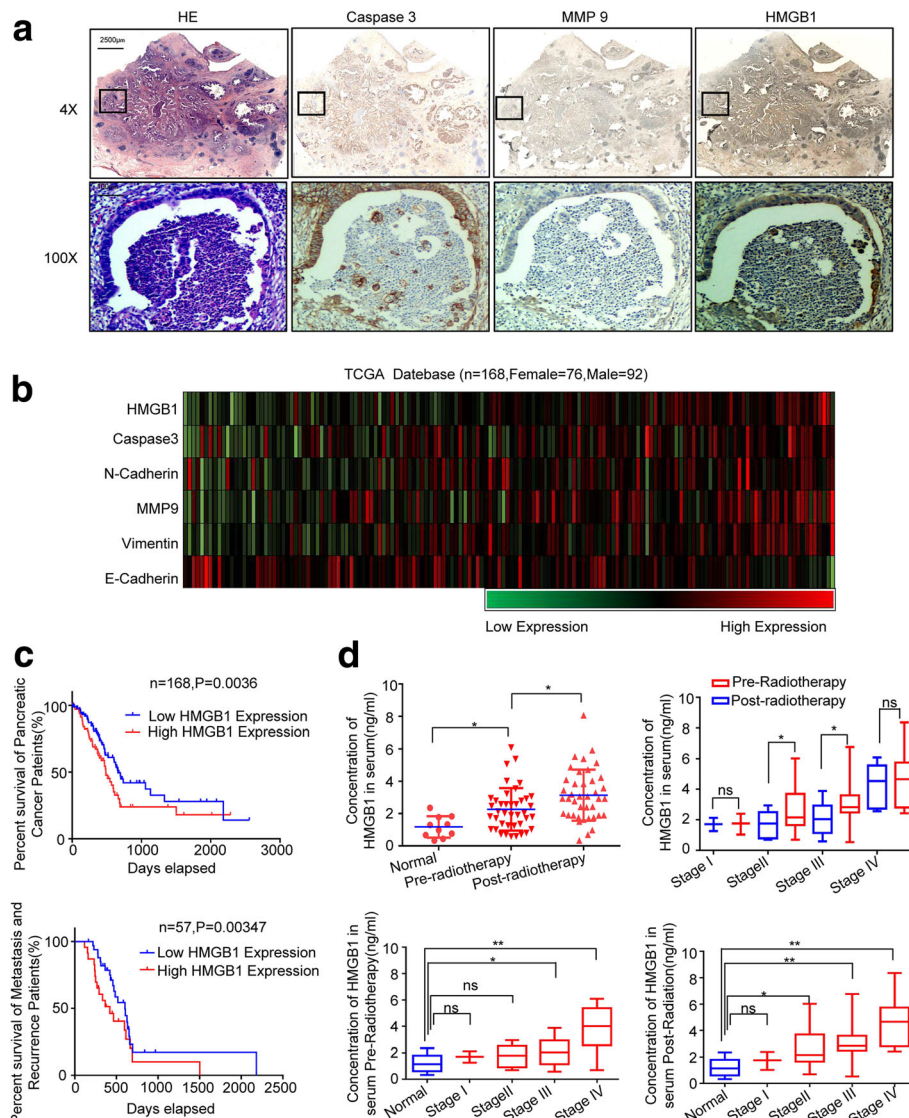 a
HE
Caspase 3
MMP 9
HMGB1
2500μm
4X
100X
b
TCGA Datebase (n=168,Female=76,Male=92)
HMGB1
Caspase3
N-Cadherin
MMP9
Vimentin
E-Cadherin
Low Expression
High Expression
c
n=168,P=0.0036
Low HMGB1 Expression
High HMGB1 Expression
Percent survival of Pancreatic
Cancer Pateints(%)
100
50
0
0
1000
2000
3000
Days elapsed
n=57,P=0.00347
Low HMGB1 Expression
High HMGB1 Expression
Percent survival of Metastasis and
Recurrence Patients(%)
100
50
0
0
500
1000
1500
2000
2500
Days elapsed
d
Concentration of
HMGB1 in serum(ng/ml)
10
8
6
4
2
0
*
*
Normal
Pre-radiotherapy
Post-radiotherapy
Concentration of
HMGB1 in serum(ng/ml)
10
8
6
4
2
0
Pre-Radiotherapy
Post-radiotherapy
ns
*
*
ns
Stage I
StageII
Stage III
Stage IV
Concentration of HMGB1 in
serum Pre-Radiotherapy(ng/ml)
10
8
6
4
2
0
**
*
ns
ns
Normal
Stage I
StageII
Stage III
Stage IV
Concentration of HMGB1 in
serum Post-Radiation(ng/ml)
10
8
6
4
2
0
**
**
*
ns
Normal
Stage I
StageII
Stage III
Stage IV